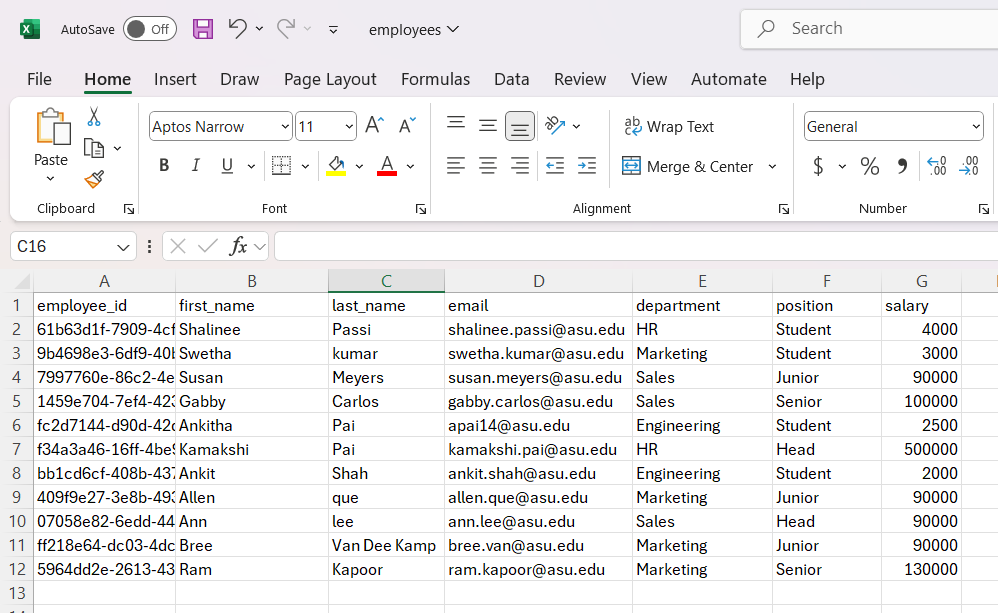 AutoSave Off employees Search
File Home Insert Draw Page Layout Formulas Data Review View Automate Help
Aptos Narrow 11 ab Wrap Text General
Paste B I U A Merge & Center $ % 9 .00
Clipboard Font Alignment Number
C16 fx
A B C D E F G
1 employee_id first_name last_name email department position salary
2 61b63d1f-7909-4cf Shalinee Passi shalinee.passi@asu.edu HR Student 4000
3 9b4698e3-6df9-40b Swetha kumar swetha.kumar@asu.edu Marketing Student 3000
4 7997760e-86c2-4e Susan Meyers susan.meyers@asu.edu Sales Junior 90000
5 1459e704-7ef4-423 Gabby Carlos gabby.carlos@asu.edu Sales Senior 100000
6 fc2d7144-d90d-42c Ankitha Pai apai14@asu.edu Engineering Student 2500
7 f34a3a46-16ff-4be9 Kamakshi Pai kamakshi.pai@asu.edu HR Head 500000
8 bb1cd6cf-408b-437 Ankit Shah ankit.shah@asu.edu Engineering Student 2000
9 409f9e27-3e8b-493 Allen que allen.que@asu.edu Marketing Junior 90000
10 07058e82-6edd-44 Ann lee ann.lee@asu.edu Sales Head 90000
11 ff218e64-dc03-4dc Bree Van Dee Kamp bree.van@asu.edu Marketing Junior 90000
12 5964dd2e-2613-43 Ram Kapoor ram.kapoor@asu.edu Marketing Senior 130000
13